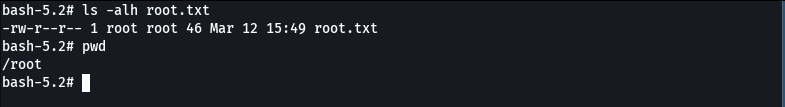 bash-5.2# ls -alh root.txt
-rw-r--r-- 1 root root 46 Mar 12 15:49 root.txt
bash-5.2# pwd
/root
bash-5.2#